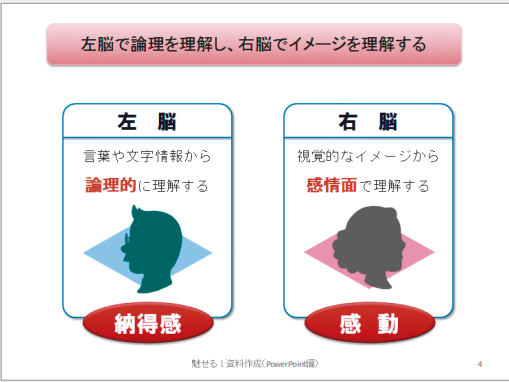 左脳で論理を理解し、右脳でイメージを理解する
左 脳
言葉や文字情報から
論理的に理解する
納得感
右 脳
視覚的なイメージから
感情面で理解する
感 動
魅せる！資料作成（PowerPoint編）
4